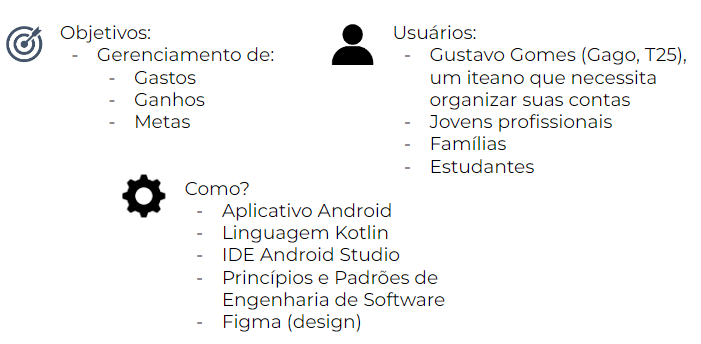 Objetivos:
- Gerenciamento de:
- Gastos
- Ganhos
- Metas
Usuários:
- Gustavo Gomes (Gago, T25),
um iteano que necessita
organizar suas contas
- Jovens profissionais
- Famílias
- Estudantes
Como?
- Aplicativo Android
- Linguagem Kotlin
- IDE Android Studio
- Princípios e Padrões de
Engenharia de Software
- Figma (design)